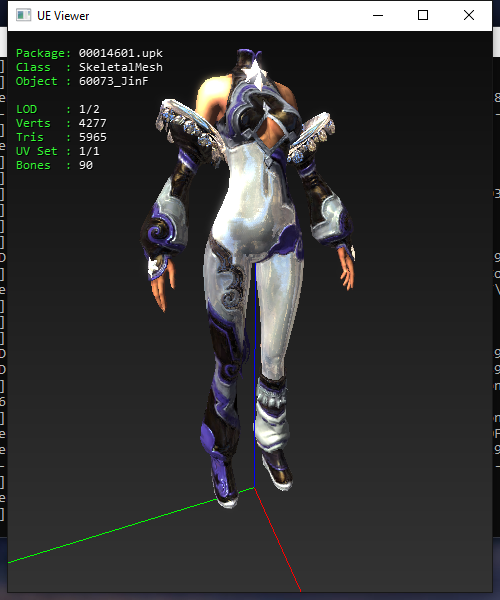 UE Viewer
Package: 00014601.upk
Class : SkeletalMesh
Object : 60073_JinF
LOD : 1/2
Verts : 4277
Tris : 5965
UV Set : 1/1
Bones : 90